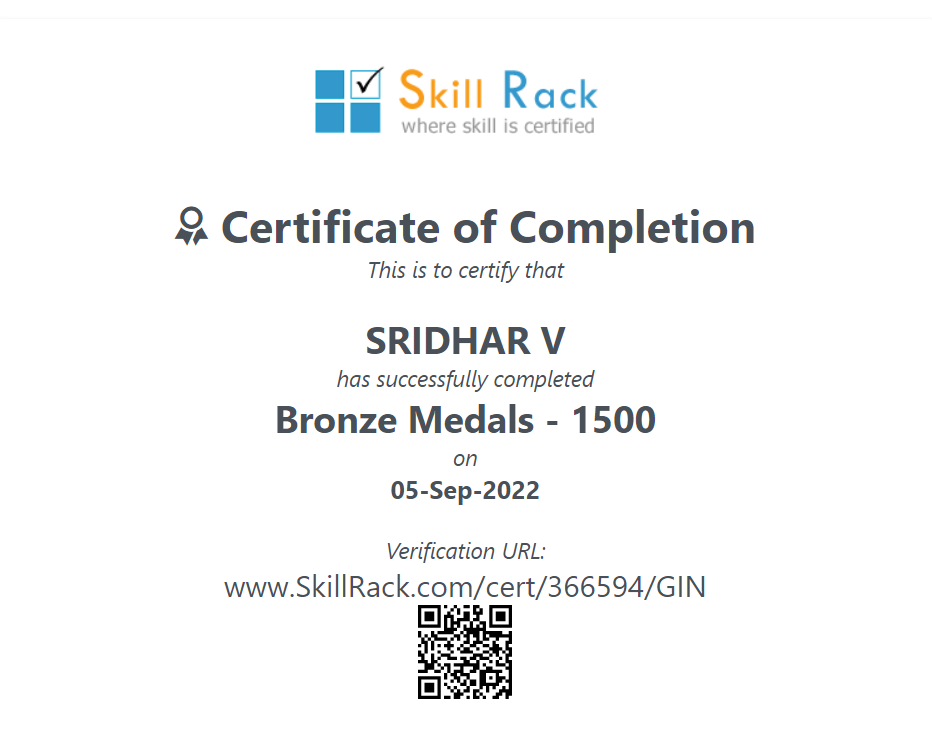 Skill Rack
where skill is certified
Certificate of Completion
This is to certify that
SRIDHAR V
has successfully completed
Bronze Medals - 1500
on
05-Sep-2022
Verification URL:
www.SkillRack.com/cert/366594/GIN